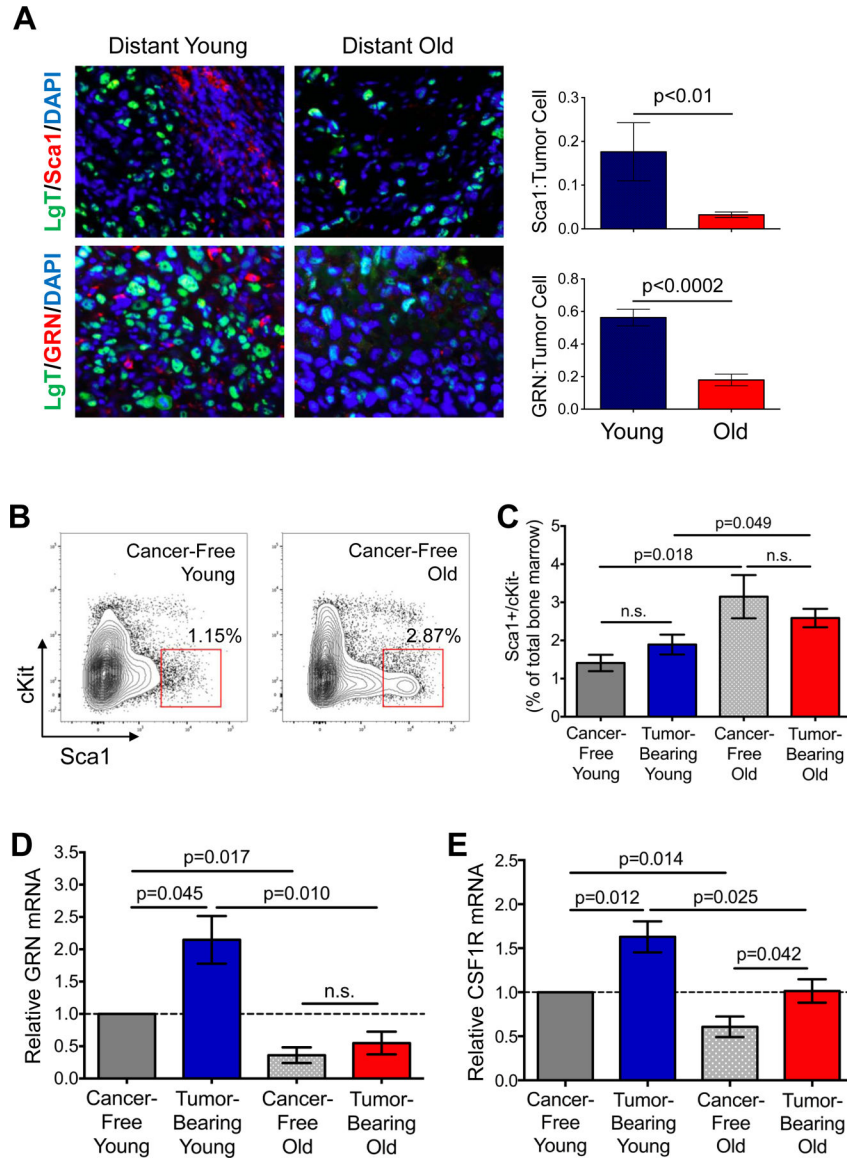 A
Distant Young
Distant Old
LgT/Sca1/DAPI
LgT/GRN/DAPI
p<0.01
Sca1:Tumor Cell
0.3
0.2
0.1
0.0
p<0.0002
GRN:Tumor Cell
0.8
0.6
0.4
0.2
0.0
Young
Old
B
Cancer-Free
Young
1.15%
Cancer-Free
Old
2.87%
cKit
Sca1
C
Sca1+/cKit-
(% of total bone marrow)
5
4
3
2
1
0
p=0.049
p=0.018
n.s.
n.s.
Cancer-
Free
Young
Tumor-
Bearing
Young
Cancer-
Free
Old
Tumor-
Bearing
Old
D
Relative GRN mRNA
3.5
3.0
2.5
2.0
1.5
1.0
0.5
0.0
p=0.017
p=0.045
p=0.010
n.s.
Cancer-
Free
Young
Tumor-
Bearing
Young
Cancer-
Free
Old
Tumor-
Bearing
Old
E
Relative CSF1R mRNA
2.5
2.0
1.5
1.0
0.5
0.0
p=0.014
p=0.012
p=0.025
p=0.042
Cancer-
Free
Young
Tumor-
Bearing
Young
Cancer-
Free
Old
Tumor-
Bearing
Old